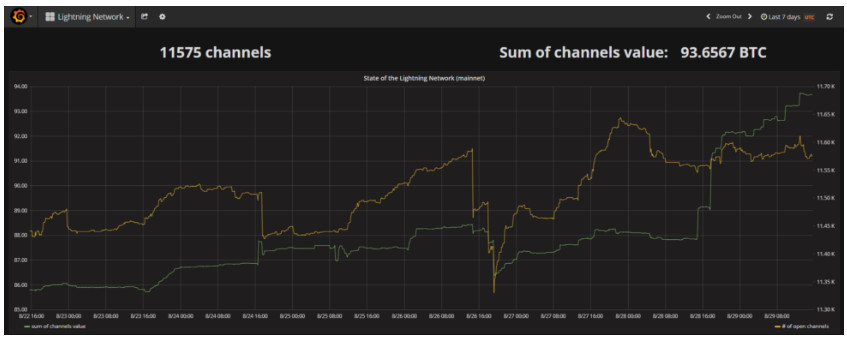 Lightning Network
Zoom Out
Last 7 days UTC
11575 channels
Sum of channels value: 93.6567 BTC
State of the Lightning Network (mainnet)
94.00
93.00
92.00
91.00
90.00
89.00
88.00
87.00
86.00
85.00
11.70 K
11.65 K
11.60 K
11.55 K
11.50 K
11.45 K
11.40 K
11.35 K
11.30 K
8/22 16:00 8/23 00:00 8/23 08:00 8/23 16:00 8/24 00:00 8/24 08:00 8/24 16:00 8/25 00:00 8/25 08:00 8/25 16:00 8/26 00:00 8/26 08:00 8/26 16:00 8/27 00:00 8/27 08:00 8/27 16:00 8/28 00:00 8/28 08:00 8/28 16:00 8/29 00:00 8/29 08:00
sum of channels value
# of open channels